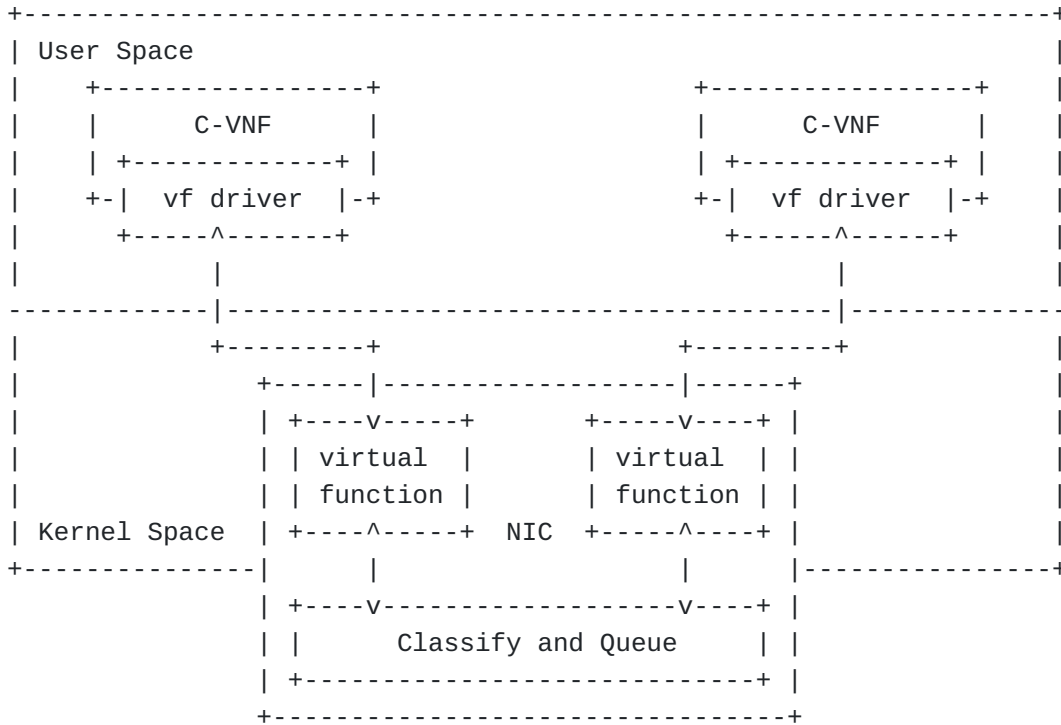 User Space
C-VNF C-VNF
vf driver vf driver
virtual virtual
function function
Kernel Space NIC
Classify and Queue